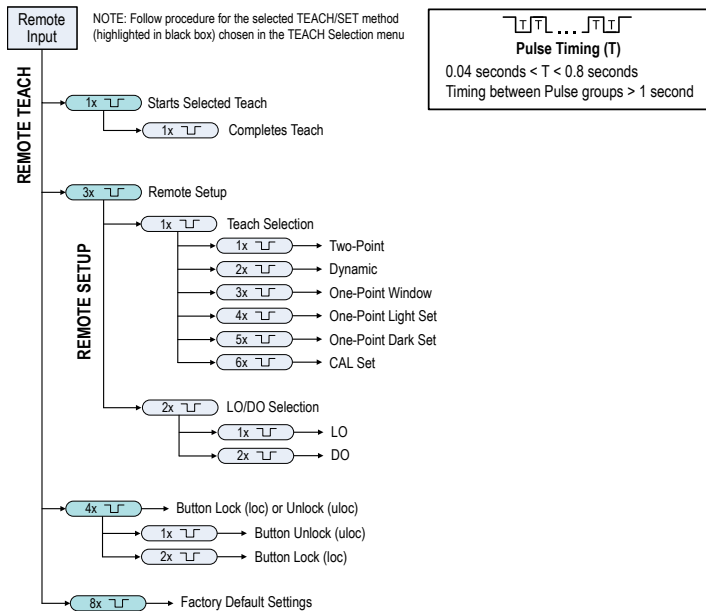 Remote
Input
NOTE: Follow procedure for the selected TEACH/SET method
(highlighted in black box) chosen in the TEACH Selection menu
T T ... T T
Pulse Timing (T)
0.04 seconds < T < 0.8 seconds
Timing between Pulse groups > 1 second
REMOTE TEACH
1x Starts Selected Teach
1x Completes Teach
3x Remote Setup
REMOTE SETUP
1x Teach Selection
1x Two-Point
2x Dynamic
3x One-Point Window
4x One-Point Light Set
5x One-Point Dark Set
6x CAL Set
2x LO/DO Selection
1x LO
2x DO
4x Button Lock (loc) or Unlock (uloc)
1x Button Unlock (uloc)
2x Button Lock (loc)
8x Factory Default Settings